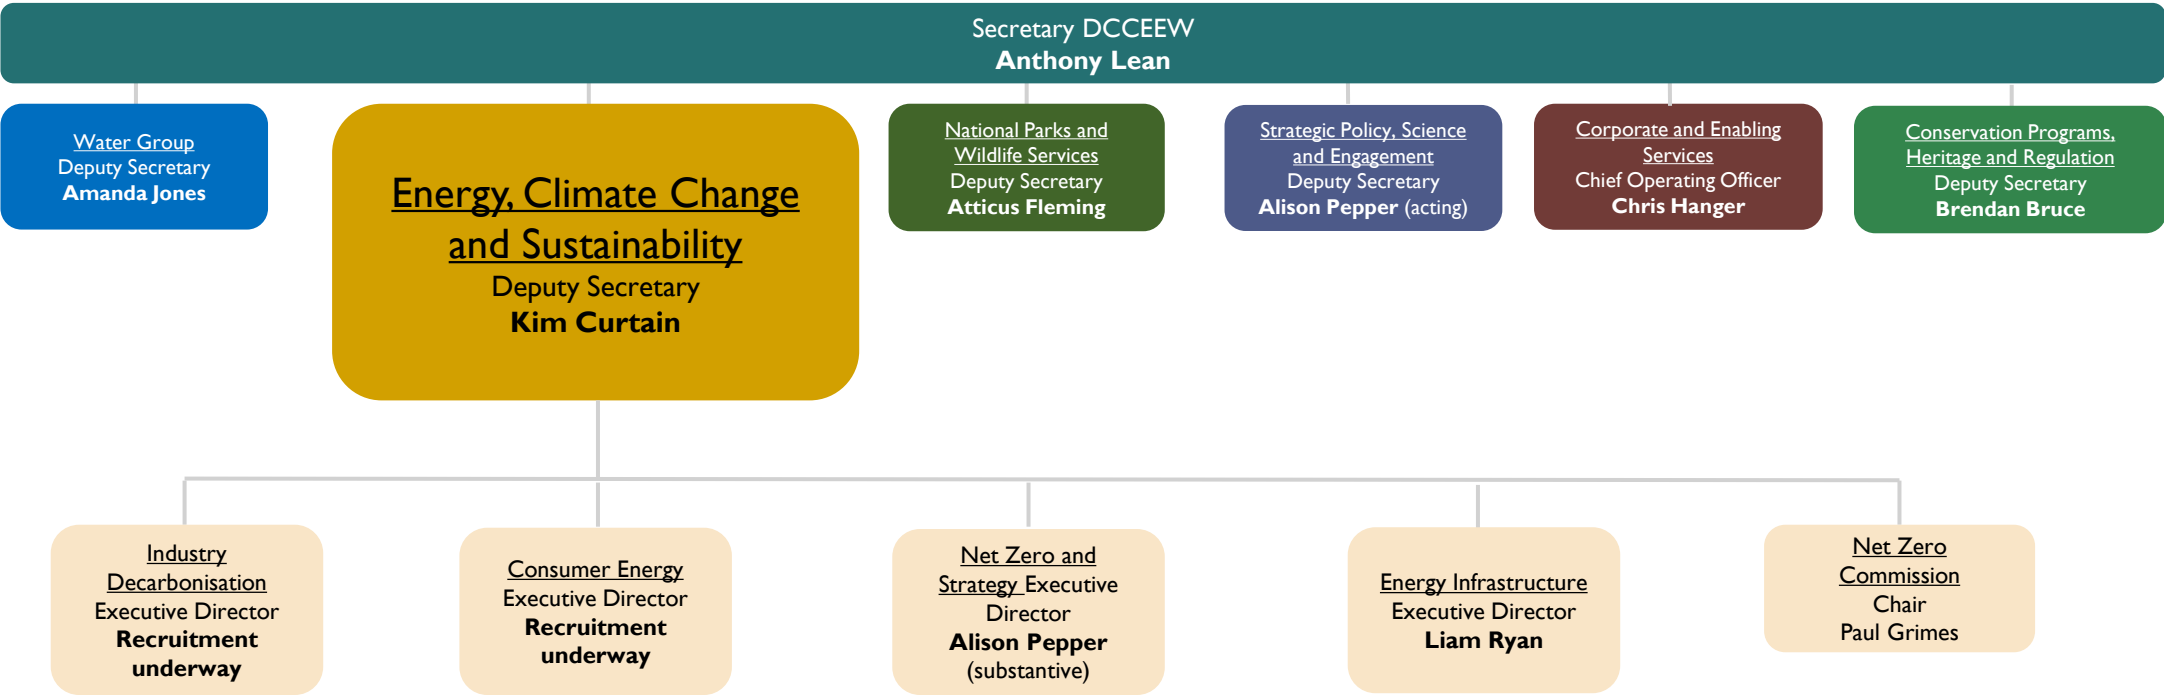 Secretary DCCEEW
Anthony Lean
Water Group
Deputy Secretary
Amanda Jones
Energy, Climate Change
and Sustainability
Deputy Secretary
Kim Curtain
National Parks and
Wildlife Services
Deputy Secretary
Atticus Fleming
Strategic Policy, Science
and Engagement
Deputy Secretary
Alison Pepper (acting)
Corporate and Enabling
Services
Chief Operating Officer
Chris Hanger
Conservation Programs,
Heritage and Regulation
Deputy Secretary
Brendan Bruce
Industry
Decarbonisation
Executive Director
Recruitment
underway
Consumer Energy
Executive Director
Recruitment
underway
Net Zero and
Strategy Executive
Director
Alison Pepper
(substantive)
Energy Infrastructure
Executive Director
Liam Ryan
Net Zero
Commission
Chair
Paul Grimes